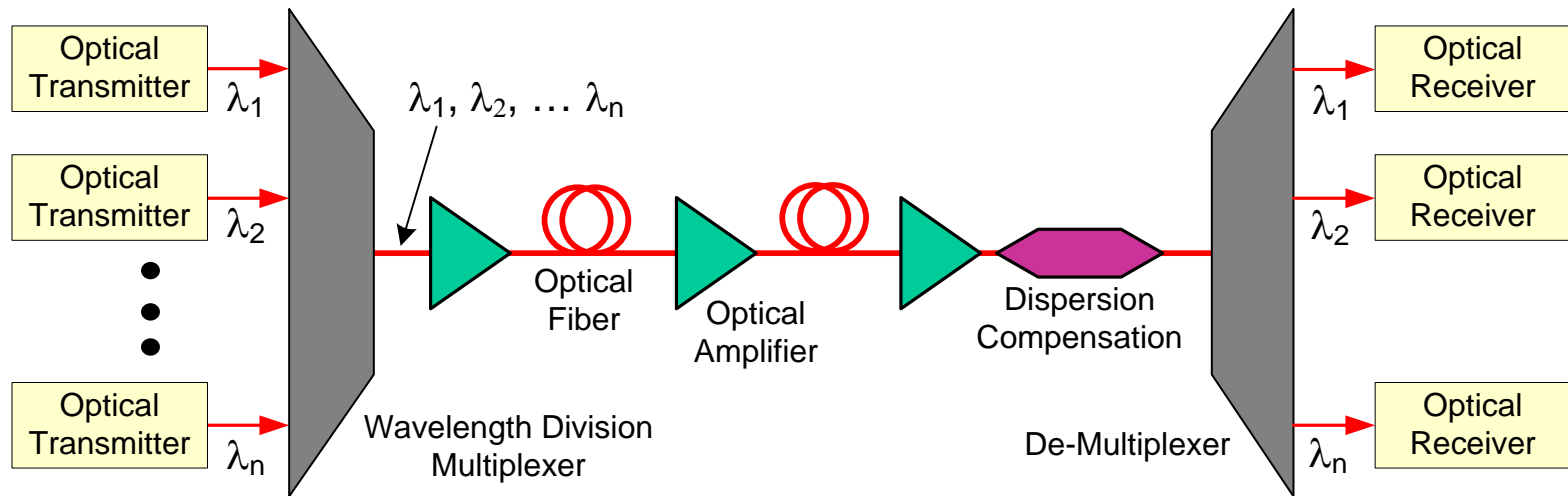 Optical
Transmitter
λ1
Optical
Transmitter
λ2
Optical
Transmitter
λn
λ1, λ2, … λn
Wavelength Division
Multiplexer
Optical
Fiber
Optical
Amplifier
Dispersion
Compensation
De-Multiplexer
λ1
Optical
Receiver
λ2
Optical
Receiver
λn
Optical
Receiver